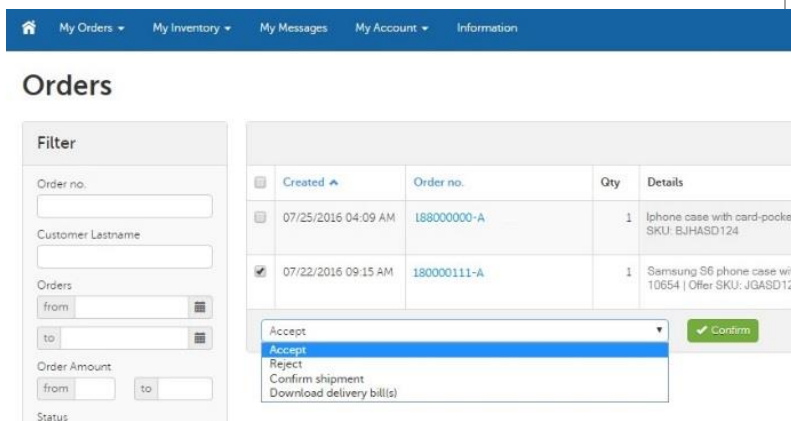 My Orders My Inventory My Messages My Account Information
Orders
Filter
Order no.
Customer Lastname
Orders
from
to
Order Amount
from to
Status
Created Order no. Qty Details
07/25/2016 04:09 AM 188000000-A 1 Iphone case with card-pocke
SKU: BJHASD124
07/22/2016 09:15 AM 180000111-A 1 Samsung S6 phone case wi
10654 | Offer SKU: JGASD12
Accept Confirm
Accept
Reject
Confirm shipment
Download delivery bill(s)